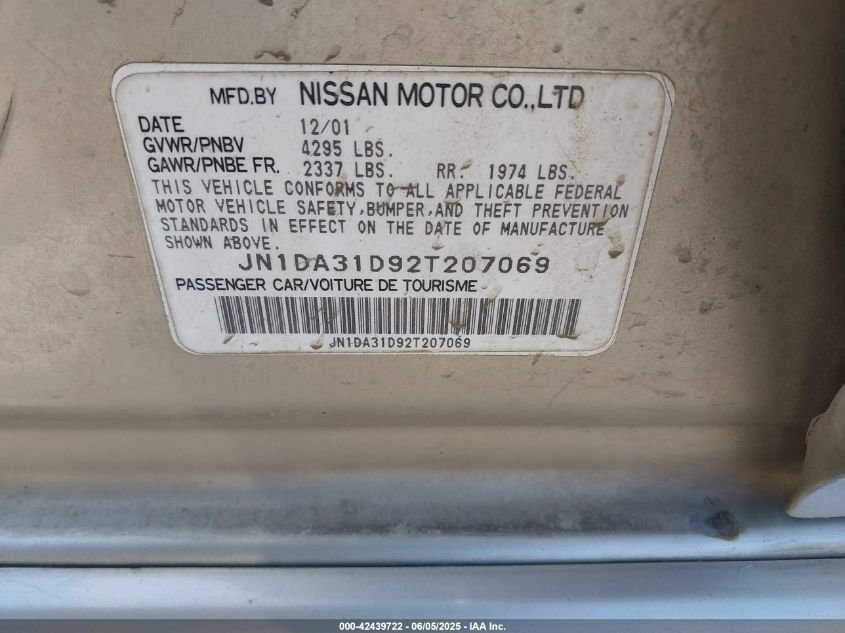 MFD.BY NISSAN MOTOR CO.,LTD
DATE 12/01
GVWR/PNBV 4295 LBS.
GAWR/PNBE FR. 2337 LBS. RR: 1974 LBS.
THIS VEHICLE CONFORMS TO ALL APPLICABLE FEDERAL
MOTOR VEHICLE SAFETY,BUMPER,AND THEFT PREVENTION
STANDARDS IN EFFECT ON THE DATE OF MANUFACTURE
SHOWN ABOVE.
JN1DA31D92T207069
PASSENGER CAR/VOITURE DE TOURISME
JN1DA31D92T207069
000-42439722 - 06/05/2025 - IAA Inc.